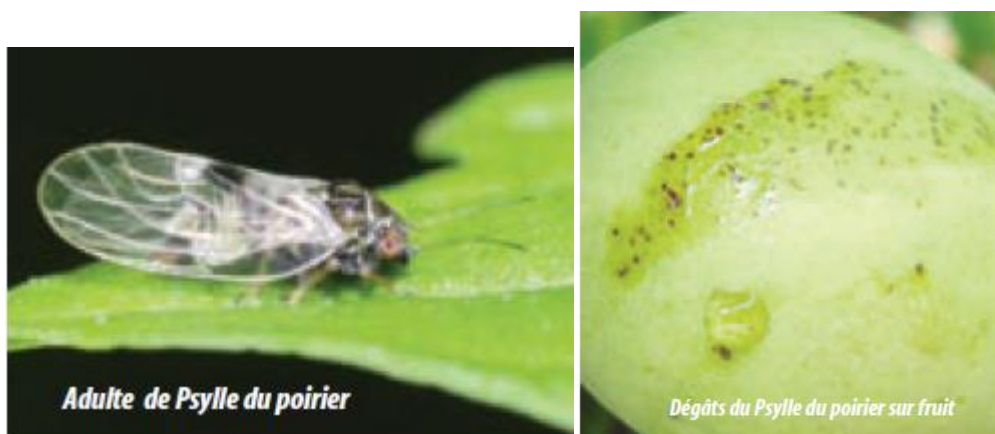 Adulte de Psylle du poirier
Dégâts du Psylle du poirier sur fruit